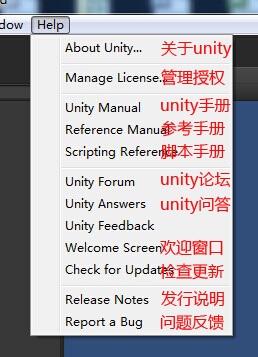 dow Help
About Unity... 关于unity
Manage License... 管理授权
Unity Manual unity手册
Reference Manual 参考手册
Scripting Reference 脚本手册
Unity Forum unity论坛
Unity Answers unity问答
Unity Feedback
Welcome Screen 欢迎窗口
Check for Updates 检查更新
Release Notes 发行说明
Report a Bug 问题反馈